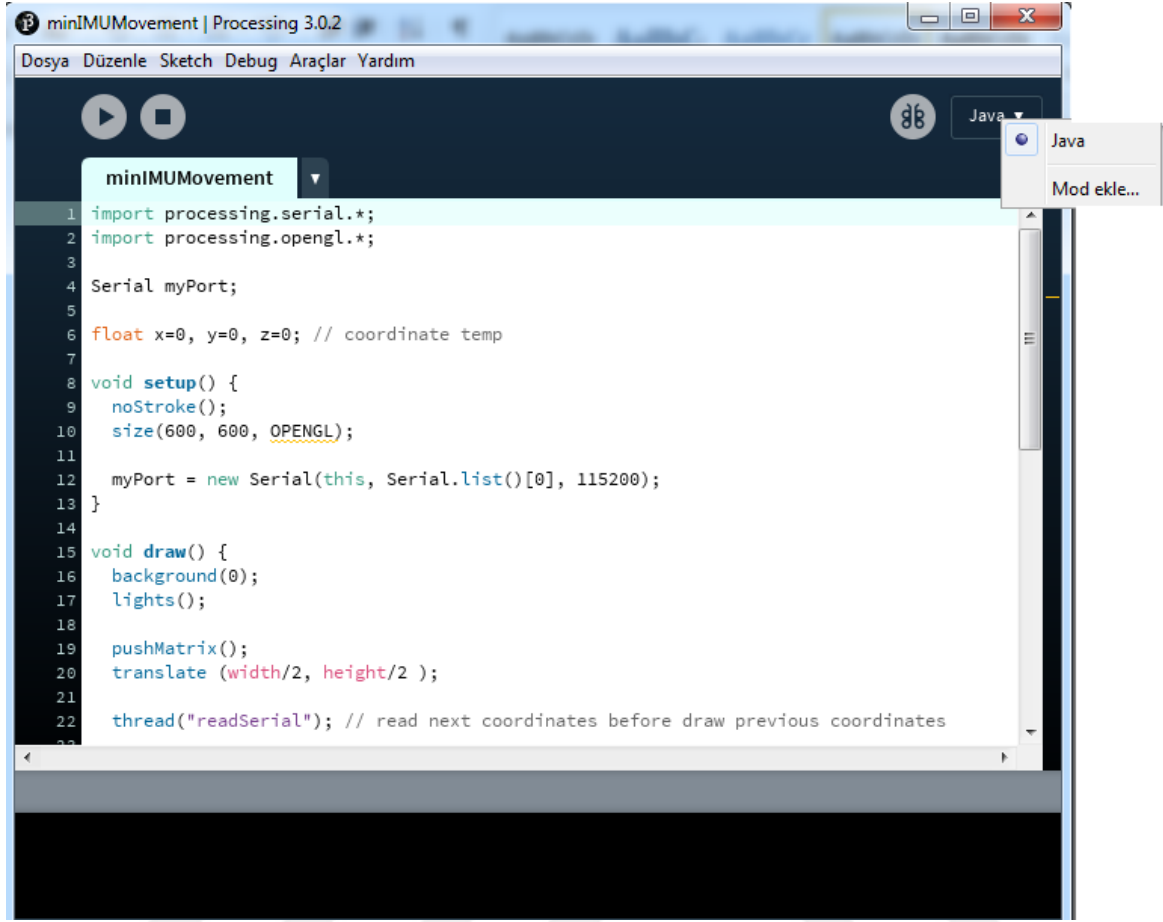 minIMUMovement | Processing 3.0.2
Dosya Düzenle Sketch Debug Araçlar Yardım
Java ▼
Java
Mod ekle...
minIMUMovement ▼
1 import processing.serial.*;
2 import processing.opengl.*;
3
4 Serial myPort;
5
6 float x=0, y=0, z=0; // coordinate temp
7
8 void setup() {
9 noStroke();
10 size(600, 600, OPENGL);
11
12 myPort = new Serial(this, Serial.list()[0], 115200);
13 }
14
15 void draw() {
16 background(0);
17 lights();
18
19 pushMatrix();
20 translate (width/2, height/2 );
21
22 thread("readSerial"); // read next coordinates before draw previous coordinates